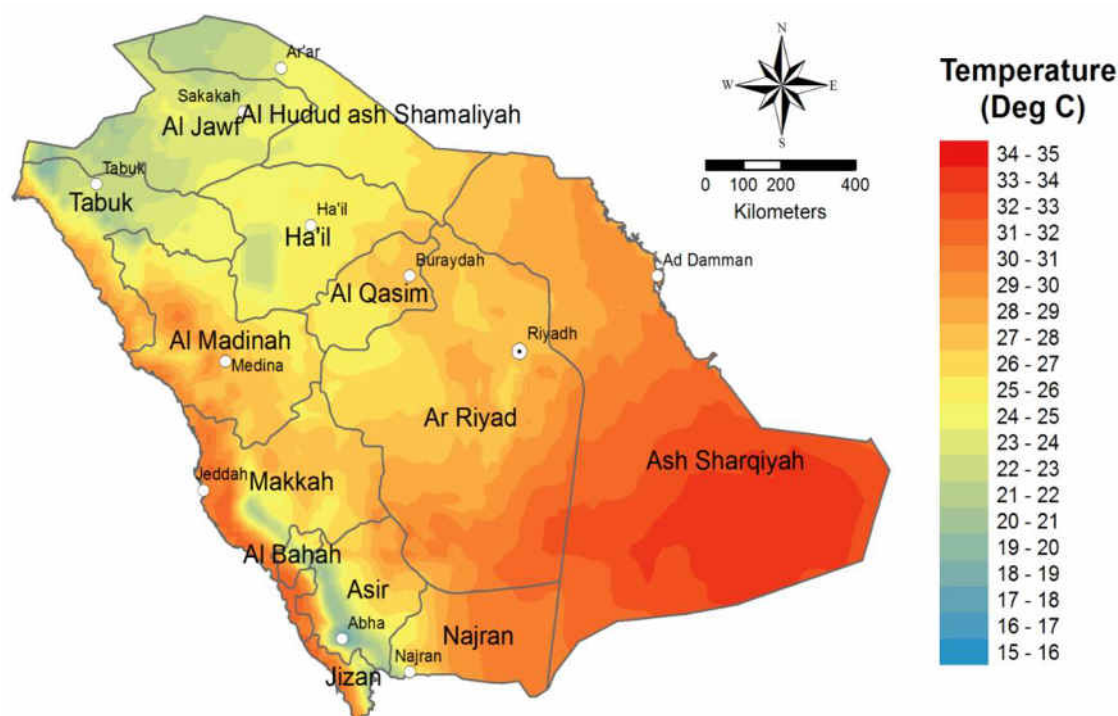 N
W
E
S
0 100 200 400
Kilometers
Temperature
(Deg C)
34 - 35
33 - 34
32 - 33
31 - 32
30 - 31
29 - 30
28 - 29
27 - 28
26 - 27
25 - 26
24 - 25
23 - 24
22 - 23
21 - 22
20 - 21
19 - 20
18 - 19
17 - 18
16 - 17
15 - 16
Ar'ar
Sakakah
Al Hudud ash Shamaliyah
Al Jawf
Tabuk
Tabuk
Ha'il
Ha'il
Buraydah
Ad Damman
Al Qasim
Al Madinah
Medina
Riyadh
Ar Riyad
Ash Sharqiyah
Jeddah
Makkah
Al Bahah
Asir
Abha
Najran
Najran
Jizan